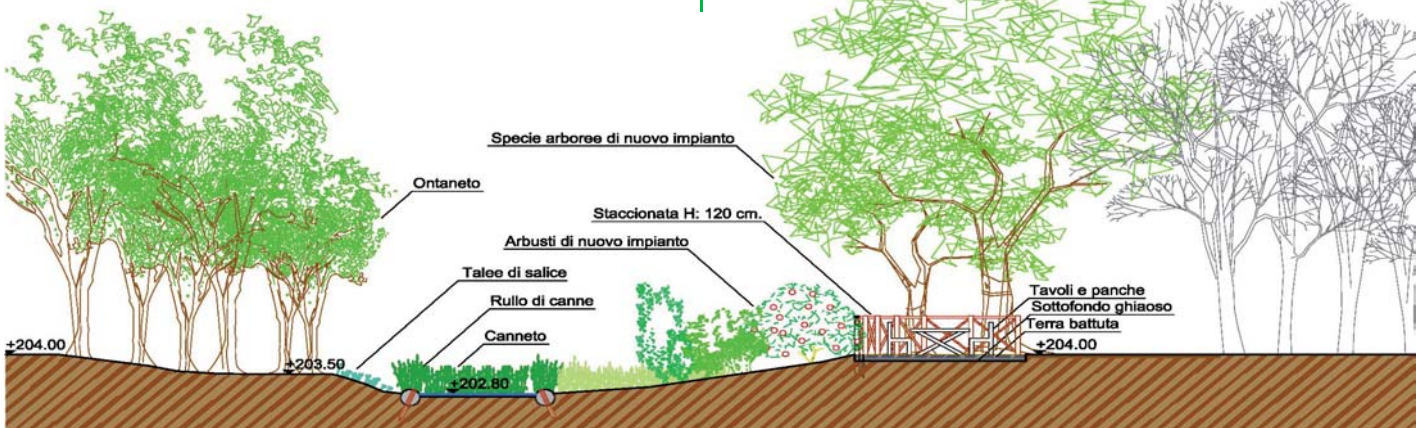 Specie arboree di nuovo impianto
Ontaneto
Staccionata H: 120 cm.
Arbusti di nuovo impianto
Talee di salice
Rullo di canne
Canneto
Tavoli e panche
Sottofondo ghiaoso
Terra battuta
+204.00
+203.50
+202.80
+204.00